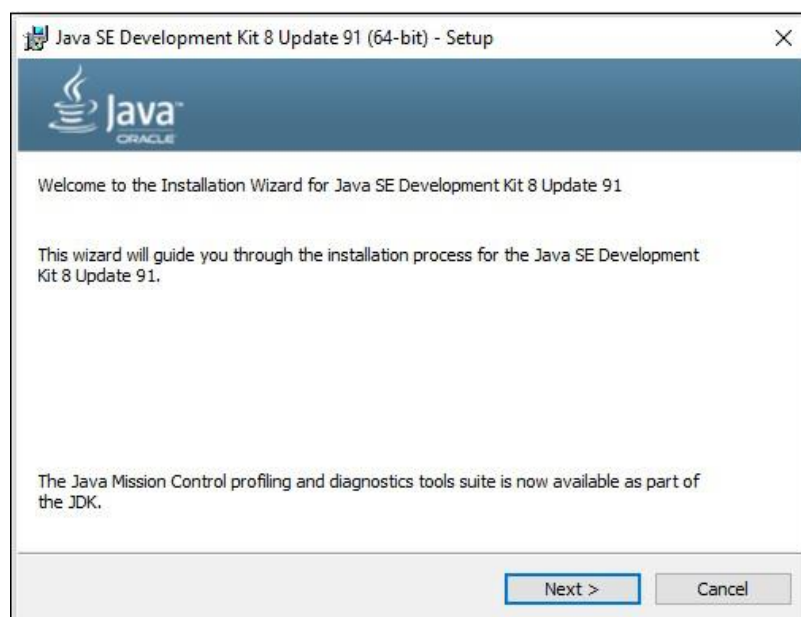 Java SE Development Kit 8 Update 91 (64-bit) - Setup
Java™
ORACLE
Welcome to the Installation Wizard for Java SE Development Kit 8 Update 91
This wizard will guide you through the installation process for the Java SE Development
Kit 8 Update 91.
The Java Mission Control profiling and diagnostics tools suite is now available as part of
the JDK.
Next >
Cancel